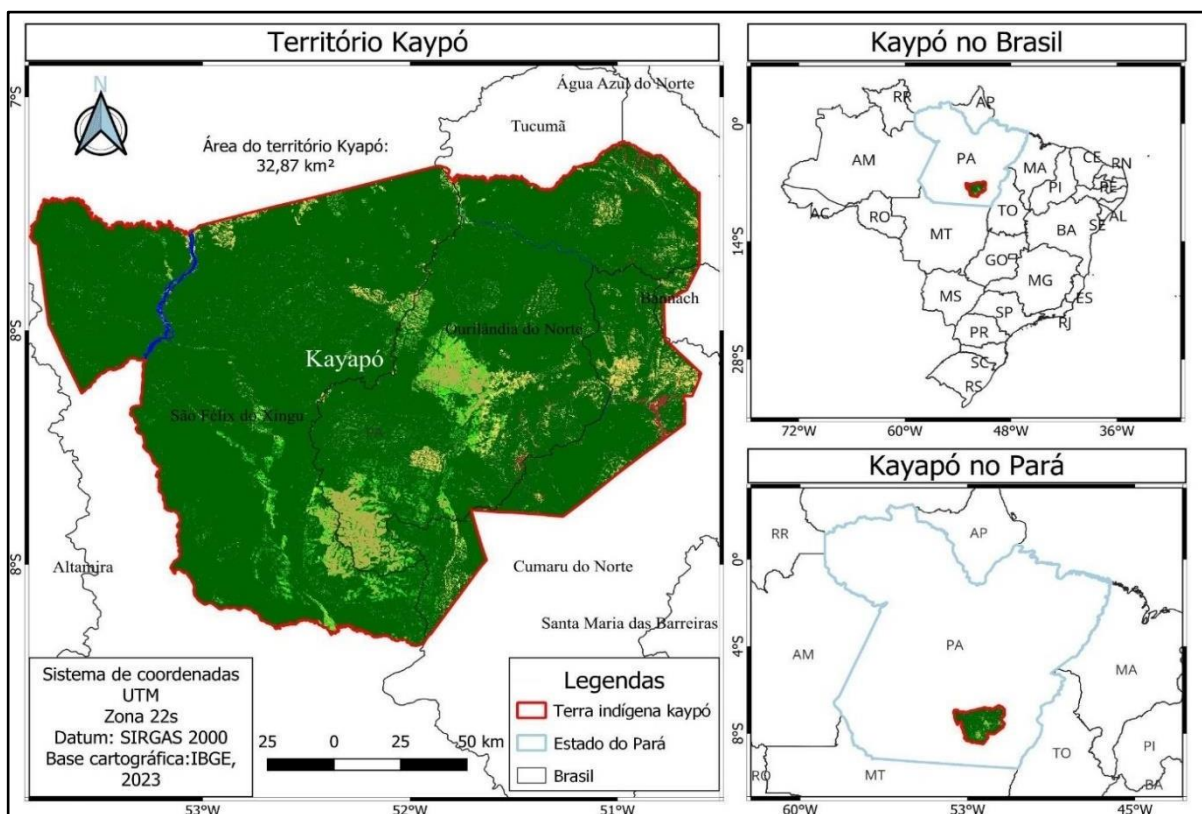 Território Kaypó
N
Água Azul do Norte
Tucumã
Área do território Kyapó:
32,87 km²
Bannach
Ourilândia do Norte
Kayapó
São Félix do Xingu
PA
Altamira
Cumaru do Norte
Santa Maria das Barreiras
7°S
8°S
8°S
Sistema de coordenadas
UTM
Zona 22s
Datum: SIRGAS 2000
Base cartográfica:IBGE,
2023
25 0 25 50 km
Legendas
Terra indígena kaypó
Estado do Pará
Brasil
53°W 52°W 51°W
Kaypó no Brasil
RR AP
AM PA MA CE RN
PI PE
AC RO TO AL
SE
MT BA
GO
MG
MS ES
SP
PR RJ
SC
RS
0°
14°S
28°S
72°W 60°W 48°W 36°W
Kayapó no Pará
RR AP
AM PA MA
TO PI
RO MT BA
0°
4°S
8°S
60°W 53°W 45°W